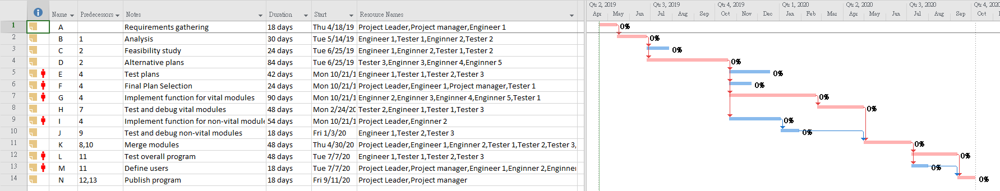 Qtr 2, 2019 Qtr 3, 2019 Qtr 4, 2019 Qtr 1, 2020 Qtr 2, 2020 Qtr 3, 2020 Qtr 4, 2020
Name Predecessors Notes Duration Start Resource Names Apr May Jun Jul Aug Sep Oct Nov Dec Jan Feb Mar Apr May Jun Jul Aug Sep Oct
1 A Requirements gathering 18 days Thu 4/18/19 Project Leader,Project manager,Engineer 1 0%
2 B 1 Analysis 30 days Tue 5/14/19 Engineer 1,Tester 1,Enginner 2,Tester 2 0%
3 C 2 Feasibility study 24 days Tue 6/25/19 Engineer 1,Enginner 2,Tester 1,Tester 2 0%
4 D 2 Alternative plans 84 days Tue 6/25/19 Tester 3,Enginner 3,Enginner 4,Enginner 5 0%
5 E 4 Test plans 42 days Mon 10/21/1 Engineer 1,Tester 1,Tester 2,Tester 3 0%
6 F 4 Final Plan Selection 24 days Mon 10/21/1 Project Leader,Engineer 1,Project manager,Tester 1 0%
7 G 4 Implement function for vital modules 90 days Mon 10/21/1 Enginner 2,Enginner 3,Enginner 4,Enginner 5,Tester 1 0%
8 H 7 Test and debug vital modules 48 days Mon 2/24/20 Tester 2,Engineer 1,Tester 1,Tester 3 0%
9 I 4 Implement function for non-vital module 54 days Mon 10/21/1 Project Leader,Enginner 2 0%
10 J 9 Test and debug non-vital modules 18 days Fri 1/3/20 Engineer 1,Tester 2,Tester 3 0%
11 K 8,10 Merge modules 48 days Thu 4/30/20 Project Leader,Engineer 1,Enginner 2,Tester 1,Tester 2,Tester 3, 0%
12 L 11 Test overall program 48 days Tue 7/7/20 Engineer 1,Tester 1,Tester 2,Tester 3 0%
13 M 11 Define users 18 days Tue 7/7/20 Project Leader,Project manager,Engineer 1,Enginner 2,Enginner 0%
14 N 12,13 Publish program 18 days Fri 9/11/20 Project Leader,Project manager 0%